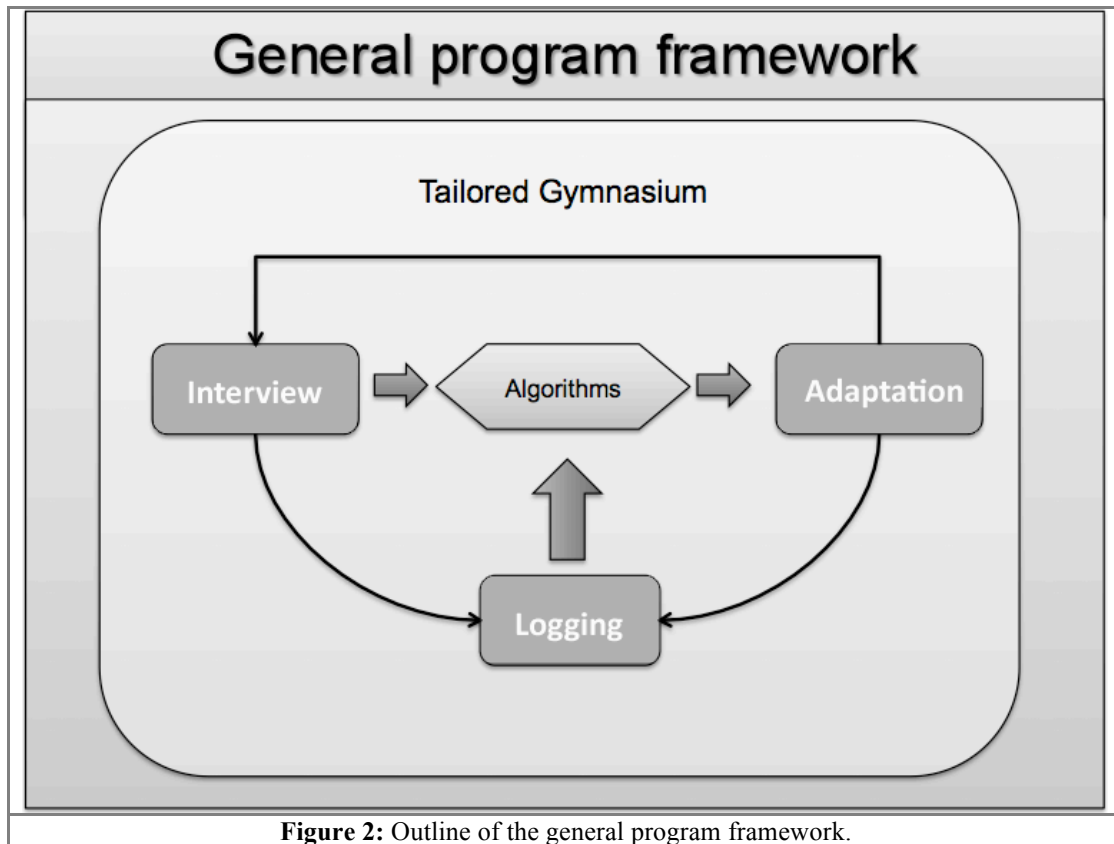 General program framework
Tailored Gymnasium
Interview
Algorithms
Adaptation
Logging
Figure 2: Outline of the general program framework.